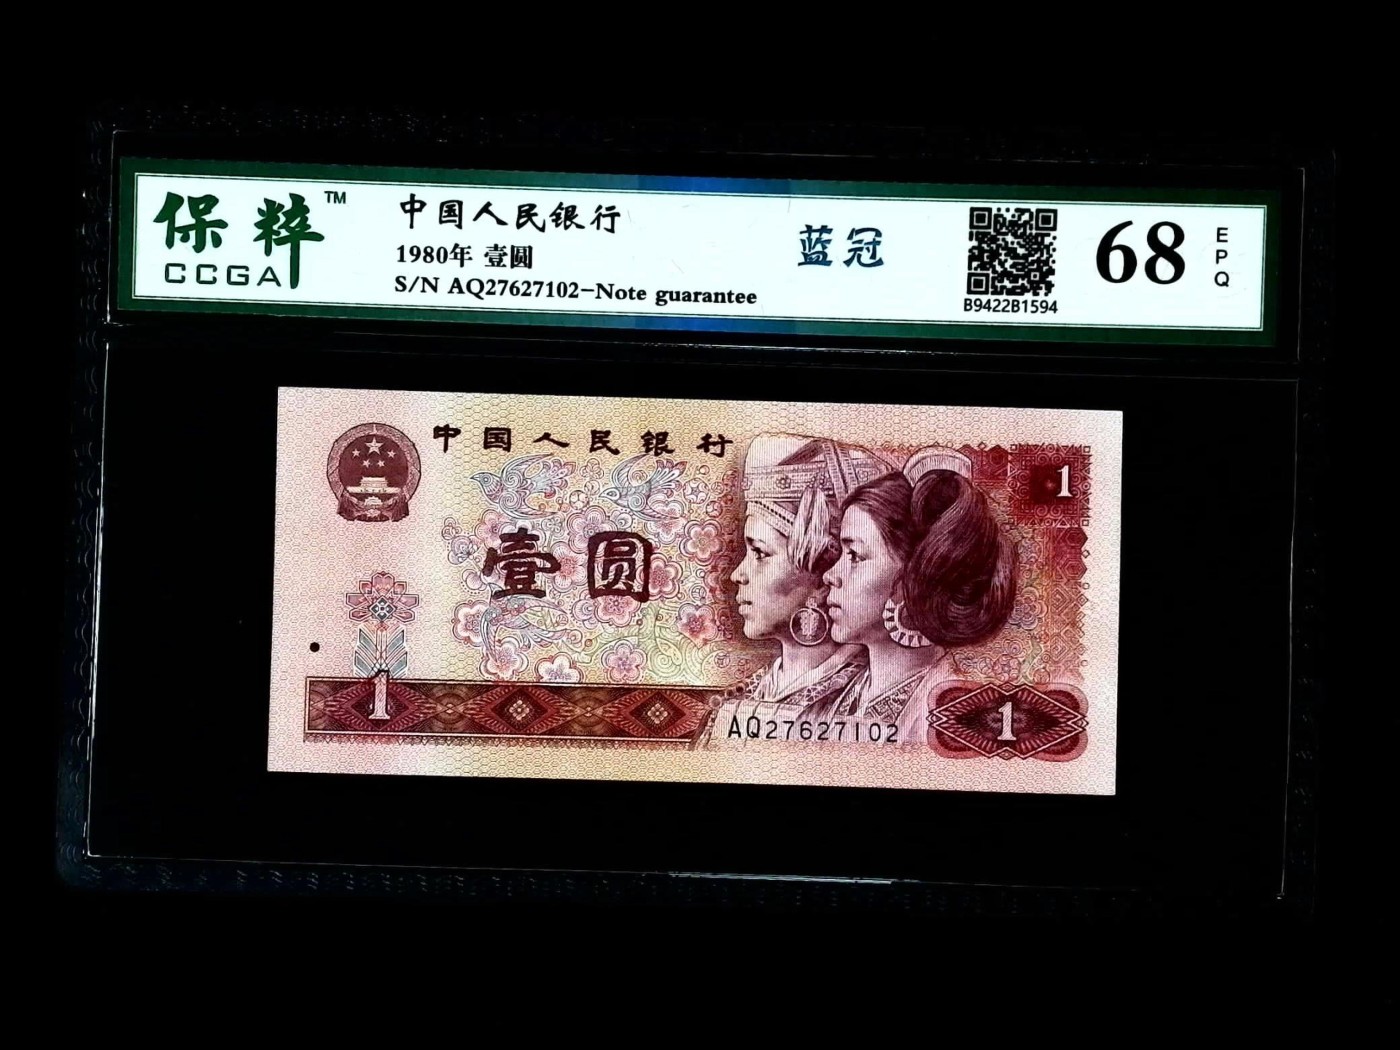 保粹™
CCGA
中国人民银行
1980年 壹圆
S/N AQ27627102-Note guarantee
蓝冠
B9422B1594
68
EPQ
中国人民银行
1
壹圆
1
AQ27627102
1